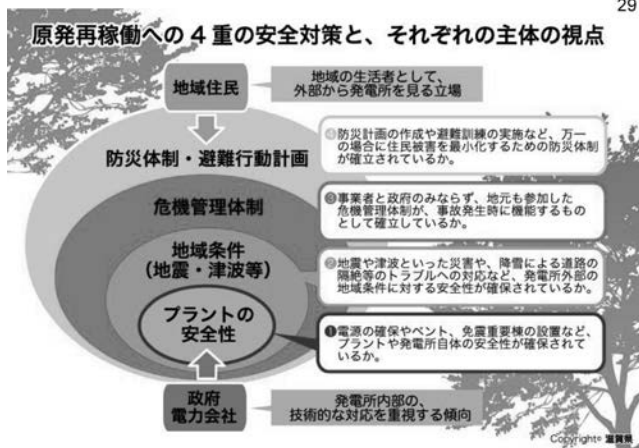 29
原発再稼働への4重の安全対策と、それぞれの主体の視点
地域住民
地域の生活者として、
外部から発電所を見る立場
防災体制・避難行動計画
❹防災計画の作成や避難訓練の実施など、万一
の場合に住民被害を最小化するための防災体制
が確立されているか。
危機管理体制
❸事業者と政府のみならず、地元も参加した
危機管理体制が、事故発生時に機能するもの
として確立しているか。
地域条件
(地震・津波等)
❷地震や津波といった災害や、降雪による道路の
隔絶等のトラブルへの対応など、発電所外部の
地域条件に対する安全性が確保されているか。
プラントの
安全性
❶電源の確保やベント、免震重要棟の設置など、
プラントや発電所自体の安全性が確保されて
いるか。
政府
電力会社
発電所内部の、
技術的な対応を重視する傾向
Copyright© 滋賀県